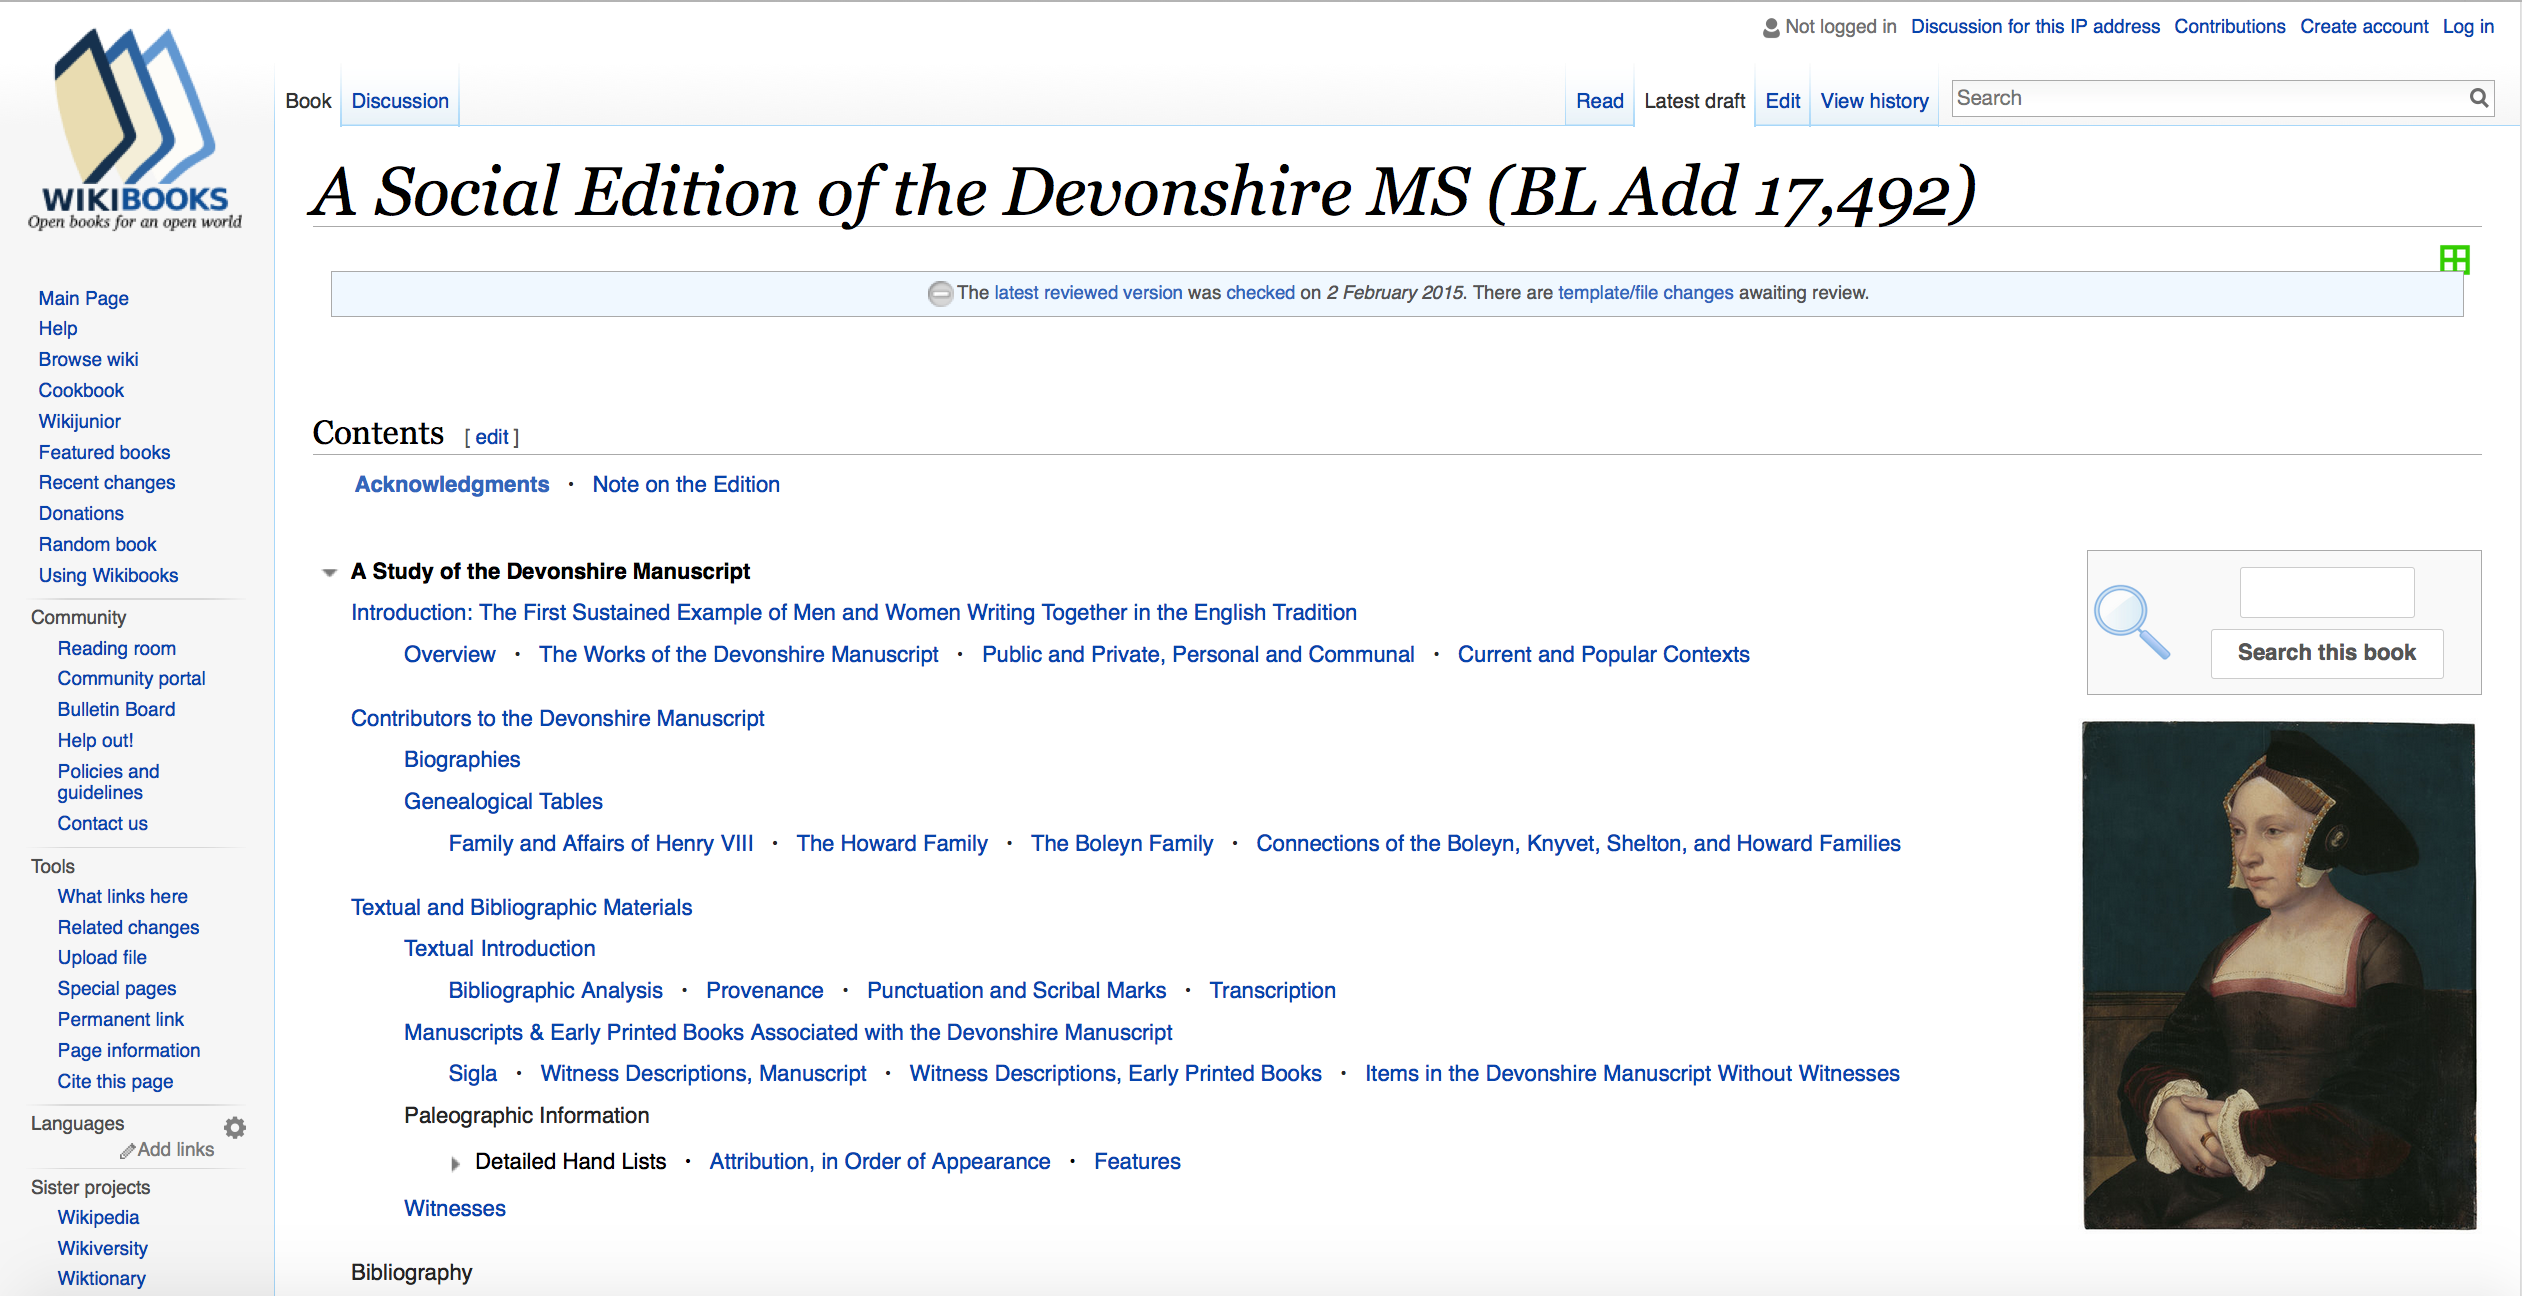 Not logged in Discussion for this IP address Contributions Create account Log in
Book Discussion Read Latest draft Edit View history Search
WIKIBOOKS
Open books for an open world
Main Page
Help
Browse wiki
Cookbook
Wikijunior
Featured books
Recent changes
Donations
Random book
Using Wikibooks
Community
Reading room
Community portal
Bulletin Board
Help out!
Policies and
guidelines
Contact us
Tools
What links here
Related changes
Upload file
Special pages
Permanent link
Page information
Cite this page
Languages
Add links
Sister projects
Wikipedia
Wikiversity
Wiktionary
A Social Edition of the Devonshire MS (BL Add 17,492)
The latest reviewed version was checked on 2 February 2015. There are template/file changes awaiting review.
Contents [ edit ]
Acknowledgments · Note on the Edition
A Study of the Devonshire Manuscript
Introduction: The First Sustained Example of Men and Women Writing Together in the English Tradition
Overview · The Works of the Devonshire Manuscript · Public and Private, Personal and Communal · Current and Popular Contexts
Contributors to the Devonshire Manuscript
Biographies
Genealogical Tables
Family and Affairs of Henry VIII · The Howard Family · The Boleyn Family · Connections of the Boleyn, Knyvet, Shelton, and Howard Families
Textual and Bibliographic Materials
Textual Introduction
Bibliographic Analysis · Provenance · Punctuation and Scribal Marks · Transcription
Manuscripts & Early Printed Books Associated with the Devonshire Manuscript
Sigla · Witness Descriptions, Manuscript · Witness Descriptions, Early Printed Books · Items in the Devonshire Manuscript Without Witnesses
Paleographic Information
Detailed Hand Lists · Attribution, in Order of Appearance · Features
Witnesses
Bibliography
Search this book